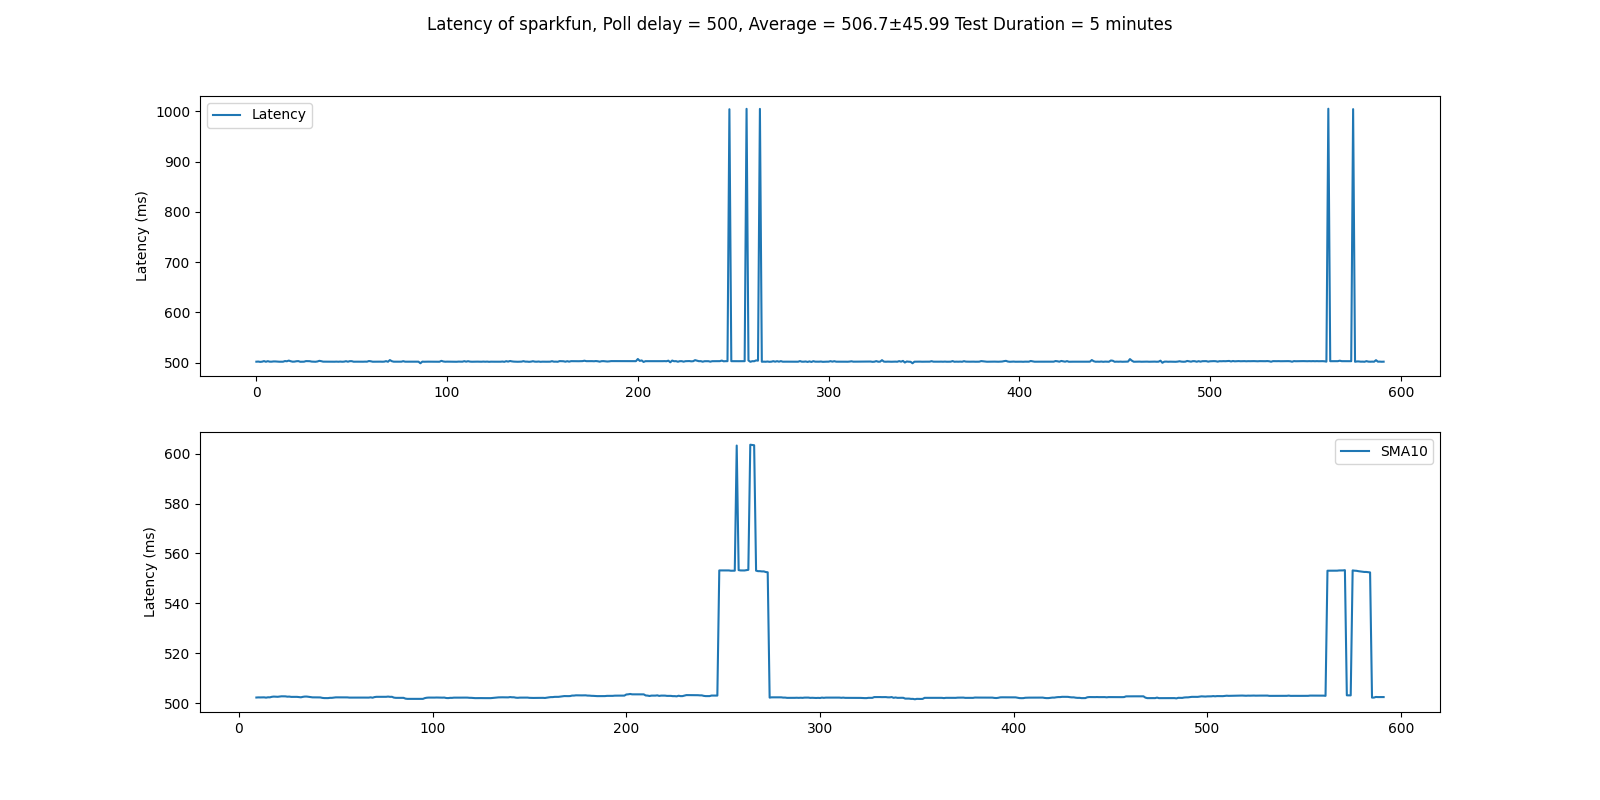 Latency of sparkfun, Poll delay = 500, Average = 506.7±45.99 Test Duration = 5 minutes
Latency
1000
900
800
700
600
500
Latency (ms)
0 100 200 300 400 500 600
SMA10
600
580
560
540
520
500
Latency (ms)
0 100 200 300 400 500 600